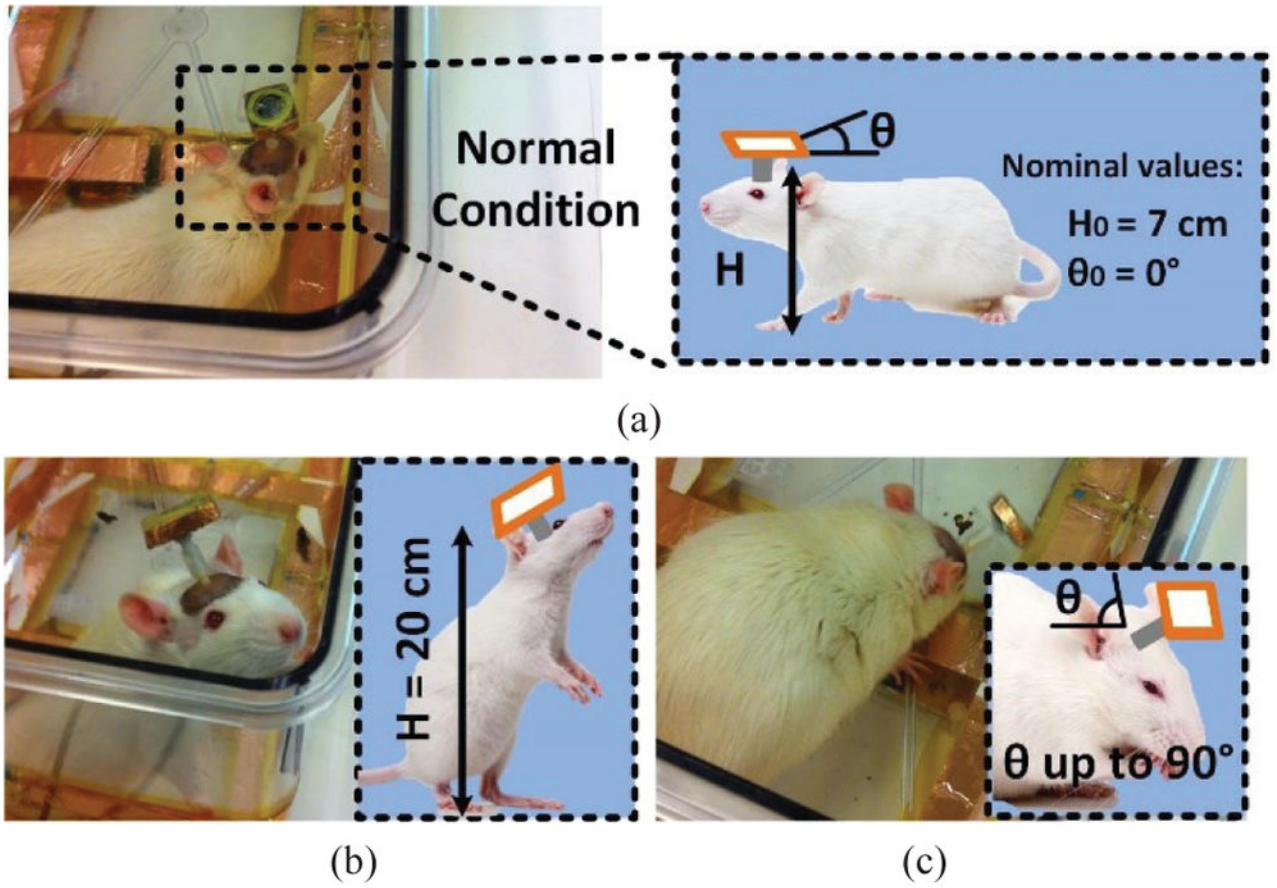 Normal
Condition
θ
Nominal values:
H0 = 7 cm
θ0 = 0°
H
(a)
H = 20 cm
θ
θ up to 90°
(b)
(c)